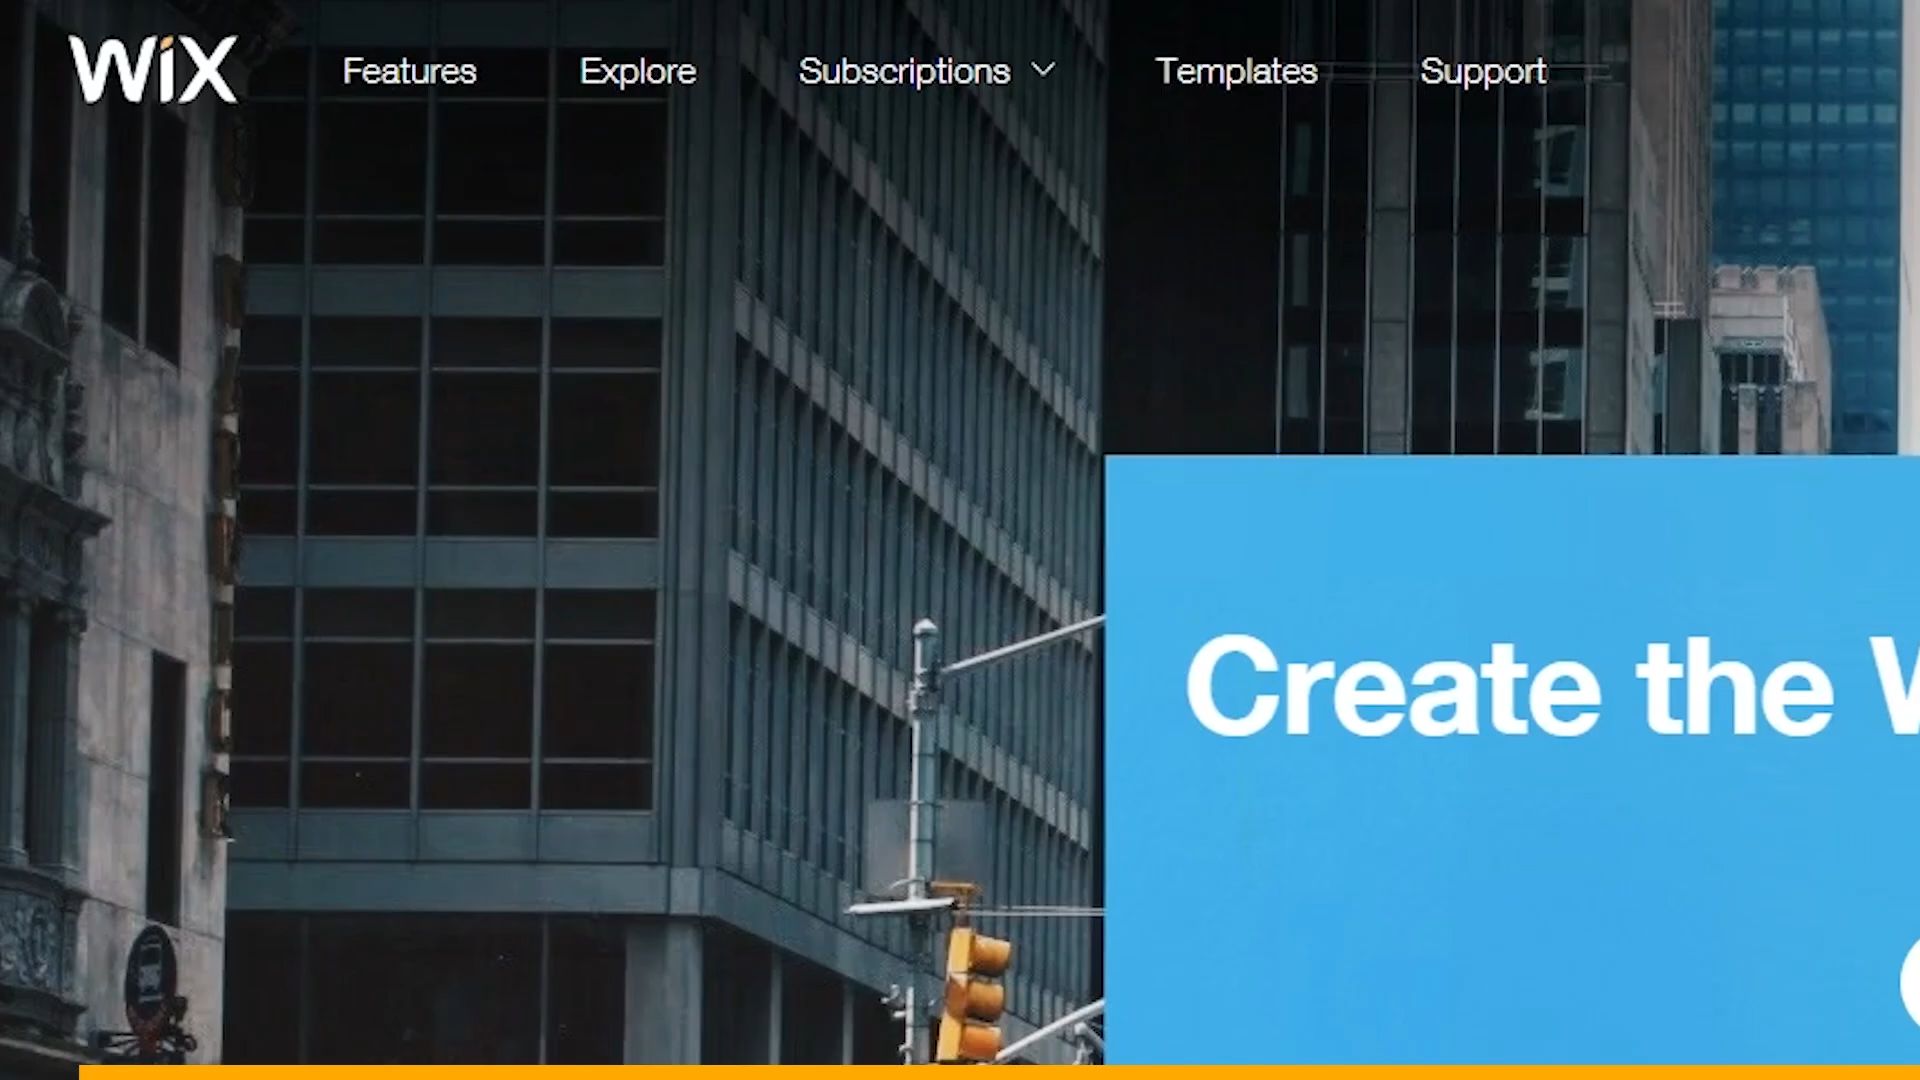 WiX
Features
Explore
Subscriptions
Templates
Support
Create the